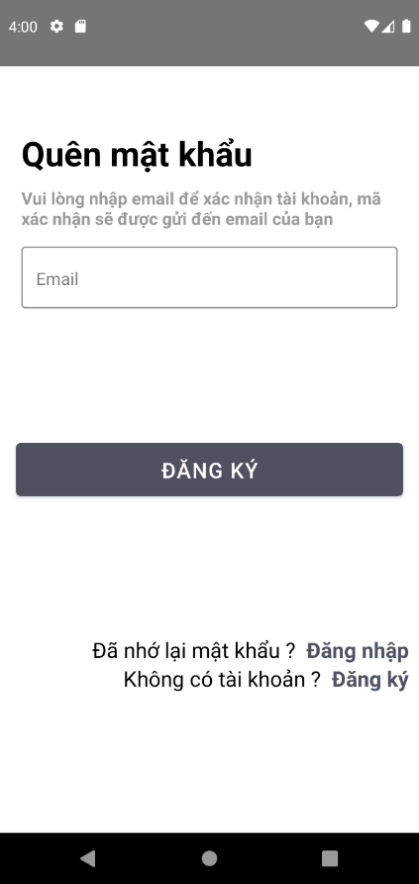 4:00
Quên mật khẩu
Vui lòng nhập email để xác nhận tài khoản, mã
xác nhận sẽ được gửi đến email của bạn
Email
ĐĂNG KÝ
Đã nhớ lại mật khẩu ? Đăng nhập
Không có tài khoản ? Đăng ký